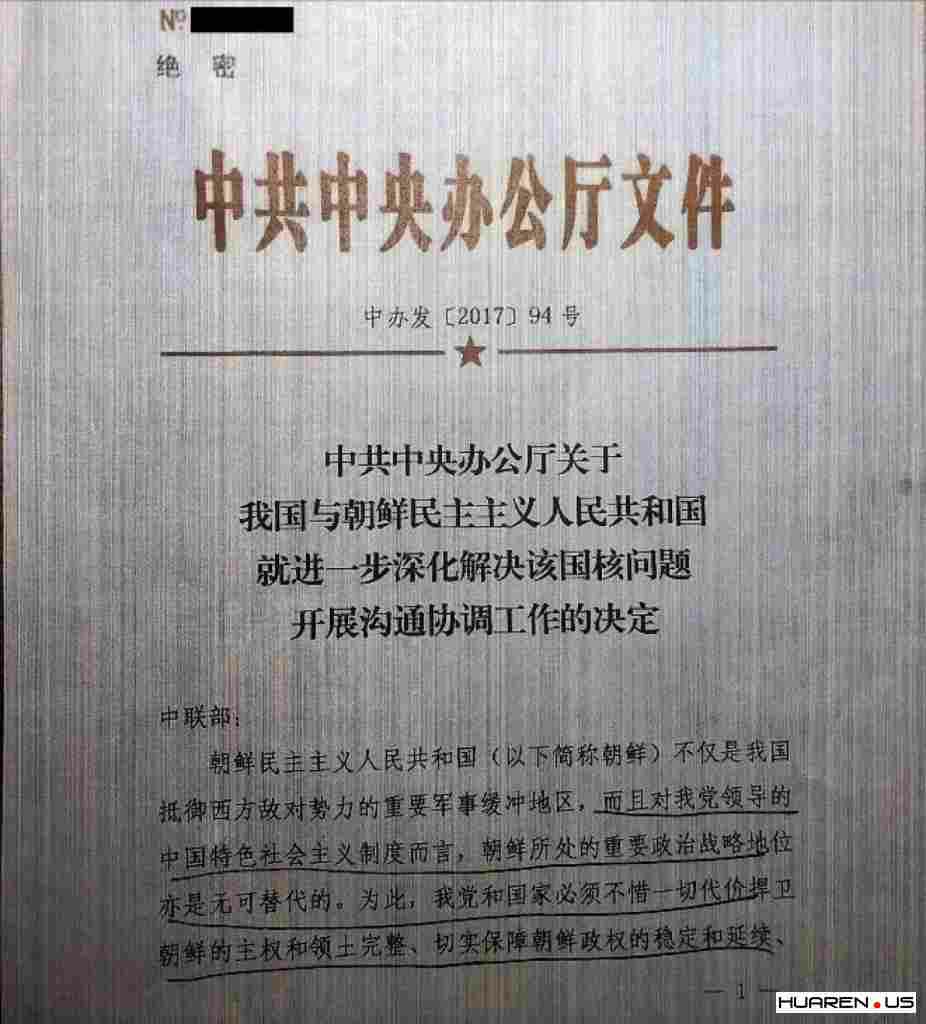 №
绝 密
中共中央办公厅文件
中办发〔2017〕94 号
中共中央办公厅关于
我国与朝鲜民主主义人民共和国
就进一步深化解决该国核问题
开展沟通协调工作的决定
中联部：
朝鲜民主主义人民共和国（以下简称朝鲜）不仅是我国
抵御西方敌对势力的重要军事缓冲地区，而且对我党领导的
中国特色社会主义制度而言，朝鲜所处的重要政治战略地位
亦是无可替代的。为此，我党和国家必须不惜一切代价捍卫
朝鲜的主权和领土完整、切实保障朝鲜政权的稳定和延续、
— 1 —
HUAREN.US